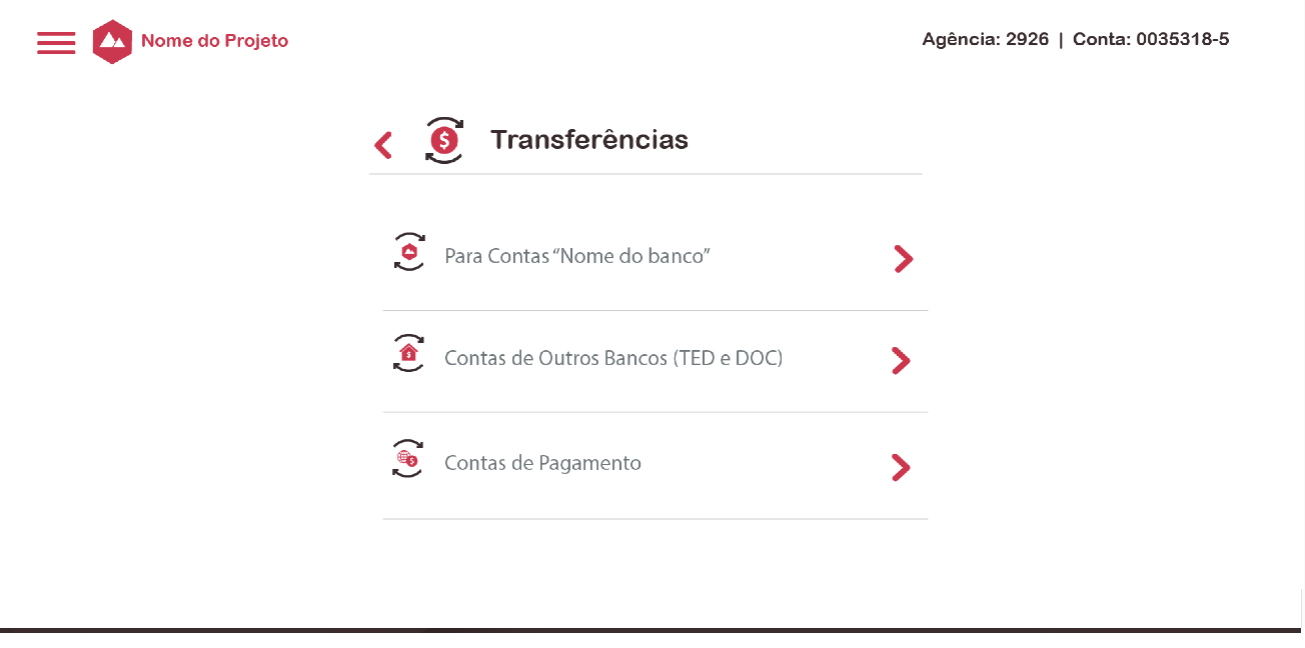 Nome do Projeto
Agência: 2926 | Conta: 0035318-5
Transferências
Para Contas “Nome do banco”
Contas de Outros Bancos (TED e DOC)
Contas de Pagamento